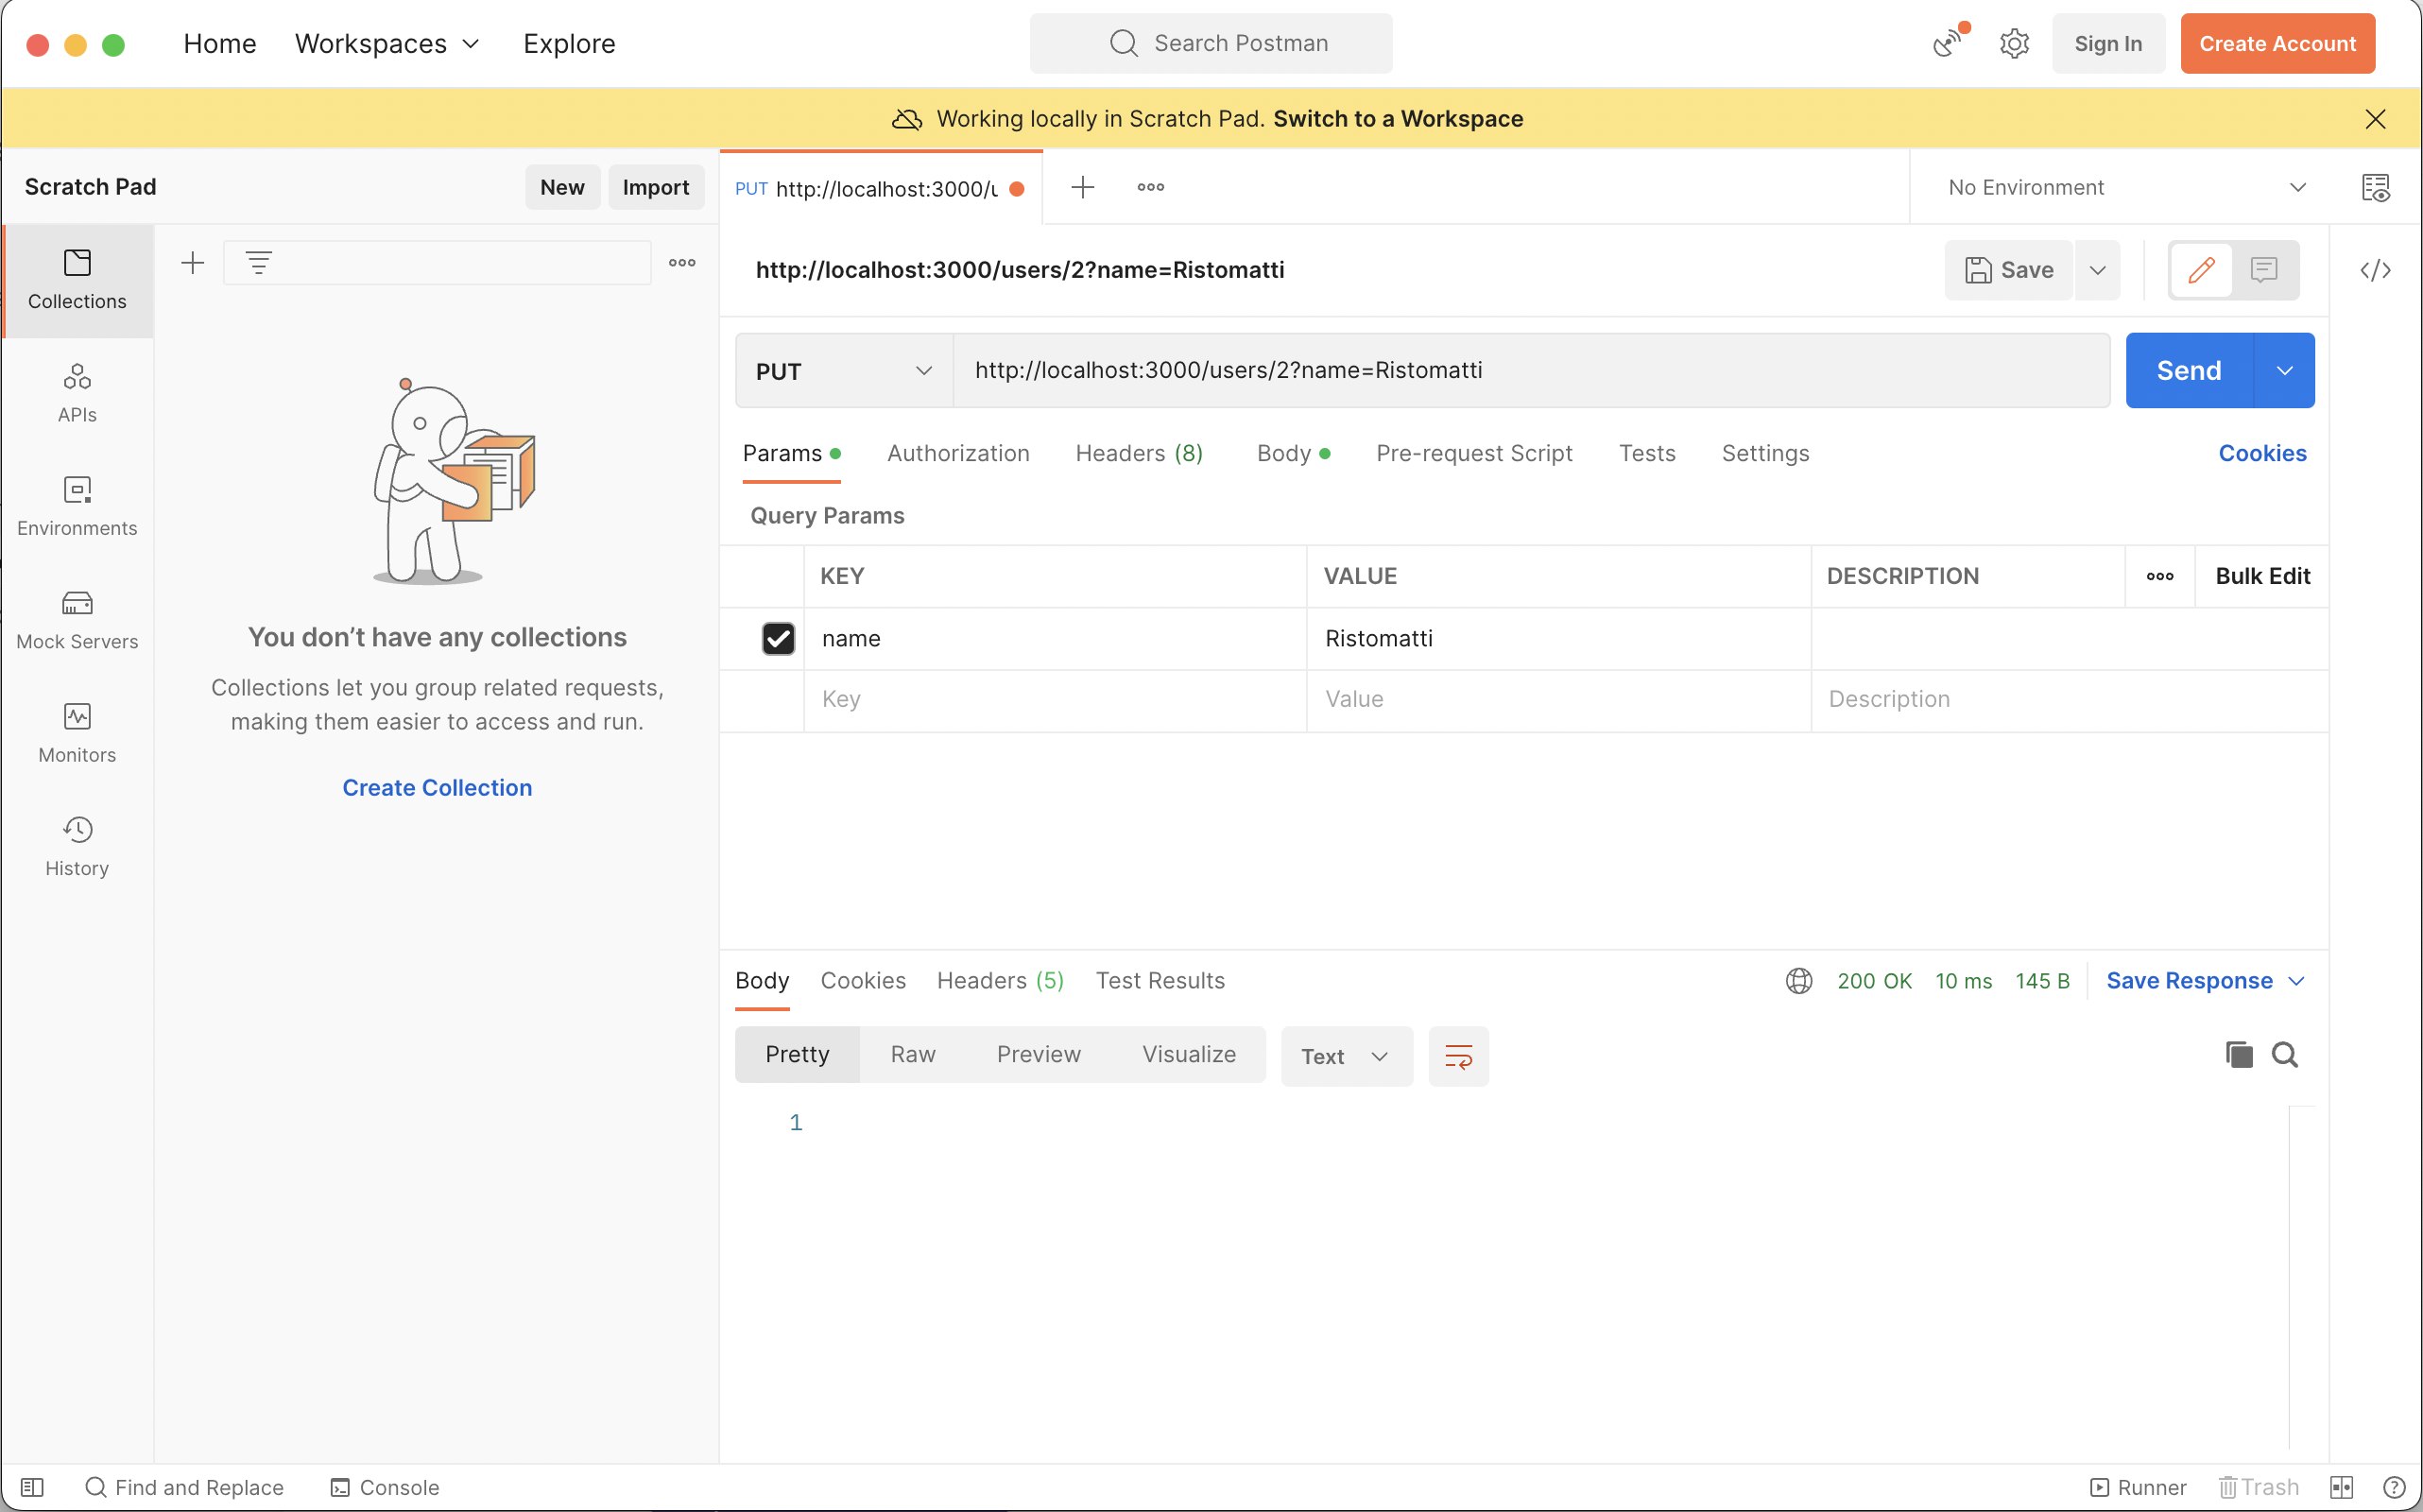 Home Workspaces Explore Search Postman Sign In Create Account
Working locally in Scratch Pad. Switch to a Workspace
Scratch Pad New Import PUT http://localhost:3000/u No Environment
http://localhost:3000/users/2?name=Ristomatti Save
Collections
PUT http://localhost:3000/users/2?name=Ristomatti Send
APIs
Params Authorization Headers (8) Body Pre-request Script Tests Settings Cookies
Environments
Query Params
KEY VALUE DESCRIPTION Bulk Edit
Mock Servers
You don’t have any collections
name Ristomatti
Collections let you group related requests,
making them easier to access and run.
Key Value Description
Monitors
Create Collection
History
Body Cookies Headers (5) Test Results 200 OK 10 ms 145 B Save Response
Pretty Raw Preview Visualize Text
1
Find and Replace Console Runner Trash